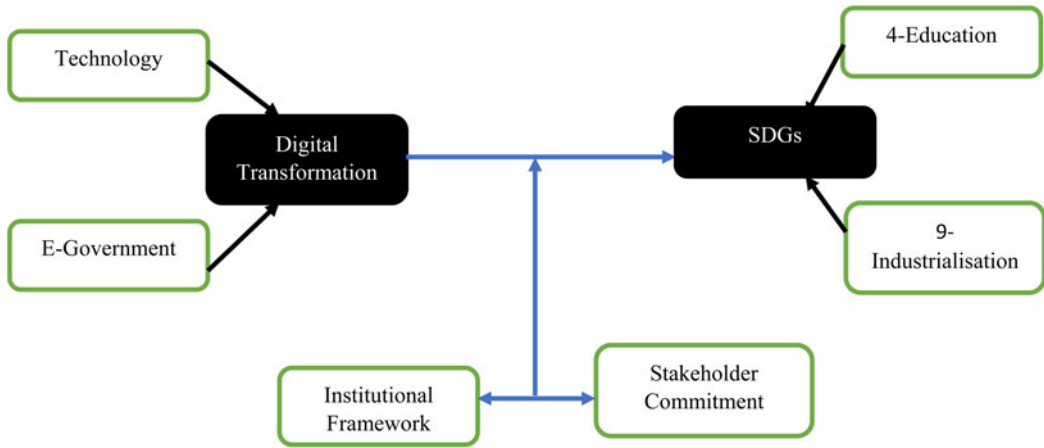 Technology
4-Education
Digital
Transformation
SDGs
E-Government
9-
Industrialisation
Institutional
Framework
Stakeholder
Commitment